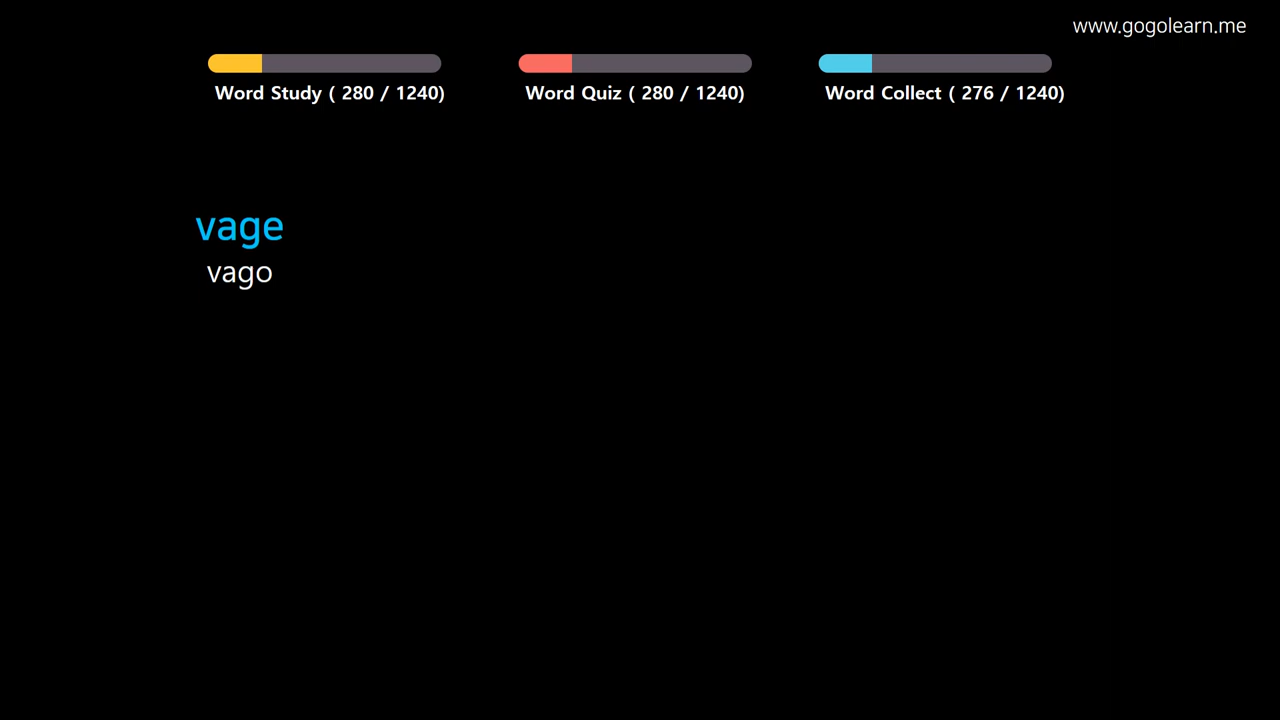 www.gogolearn.me
Word Study ( 280 / 1240)
Word Quiz ( 280 / 1240)
Word Collect ( 276 / 1240)
vage
vago